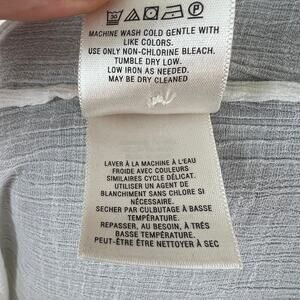 MACHINE WASH COLD GENTLE WITH
LIKE COLORS.
USE ONLY NON-CHLORINE BLEACH.
TUMBLE DRY LOW.
LOW IRON AS NEEDED.
MAY BE DRY CLEANED
LAVER À LA MACHINE À L'EAU
FROIDE AVEC COULEURS
SIMILAIRES CYCLE DÉLICAT.
UTILISER UN AGENT DE
BLANCHIMENT SANS CHLORE SI
NÉCESSAIRE.
SECHER PAR CULBUTAGE À BASSE
TEMPÉRATURE.
REPASSER, AU BESOIN, À TRÈS
BASSE TEMPÉRATURE.
PEUT-ÊTRE ÊTRE NETTOYER À SEC